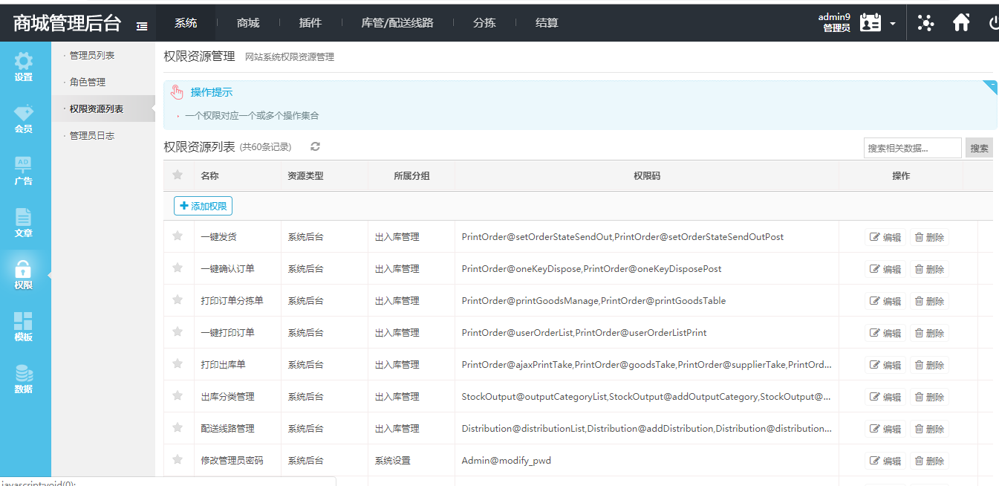 商城管理后台 系统 商城 插件 库管/配送线路 分拣 结算 admin9
管理员
设置
会员
AD
广告
文章
权限
模板
数据
· 管理员列表
· 角色管理
· 权限资源列表
· 管理员日志
权限资源管理 网站系统权限资源管理
操作提示
一个权限对应一个或多个操作集合
权限资源列表 (共60条记录) 搜索相关数据... 搜索
名称 资源类型 所属分组 权限码 操作
添加权限
一键发货 系统后台 出入库管理 PrintOrder@setOrderStateSendOut,PrintOrder@setOrderStateSendOutPost 编辑 删除
一键确认订单 系统后台 出入库管理 PrintOrder@oneKeyDispose,PrintOrder@oneKeyDisposePost 编辑 删除
打印订单分拣单 系统后台 出入库管理 PrintOrder@printGoodsManage,PrintOrder@printGoodsTable 编辑 删除
一键打印订单 系统后台 出入库管理 PrintOrder@userOrderList,PrintOrder@userOrderListPrint 编辑 删除
打印出库单 系统后台 出入库管理 PrintOrder@ajaxPrintTake,PrintOrder@goodsTake,PrintOrder@supplierTake,PrintOrd... 编辑 删除
出库分类管理 系统后台 出入库管理 StockOutput@outputCategoryList,StockOutput@addOutputCategory,StockOutput@... 编辑 删除
配送线路管理 系统后台 出入库管理 Distribution@distributionList,Distribution@addDistribution,Distribution@distribution... 编辑 删除
修改管理员密码 系统后台 系统设置 Admin@modify_pwd 编辑 删除
javascript:void(0);